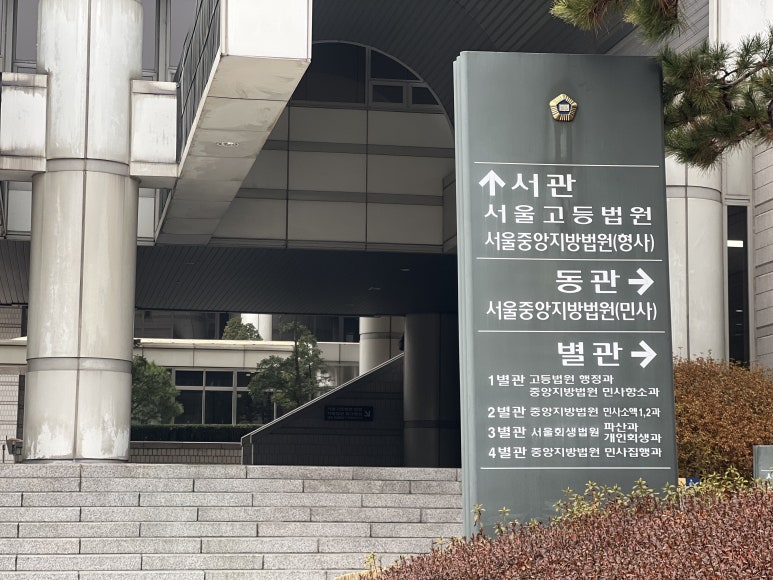 ↑서관
서울고등법원
서울중앙지방법원(형사)
동관→
서울중앙지방법원(민사)
별관→
1별관 고등법원 행정과
중앙지방법원 민사항소과
2별관 중앙지방법원 민사소액1,2과
3별관 서울회생법원 파산과
개인회생과
4별관 중앙지방법원 민사집행과